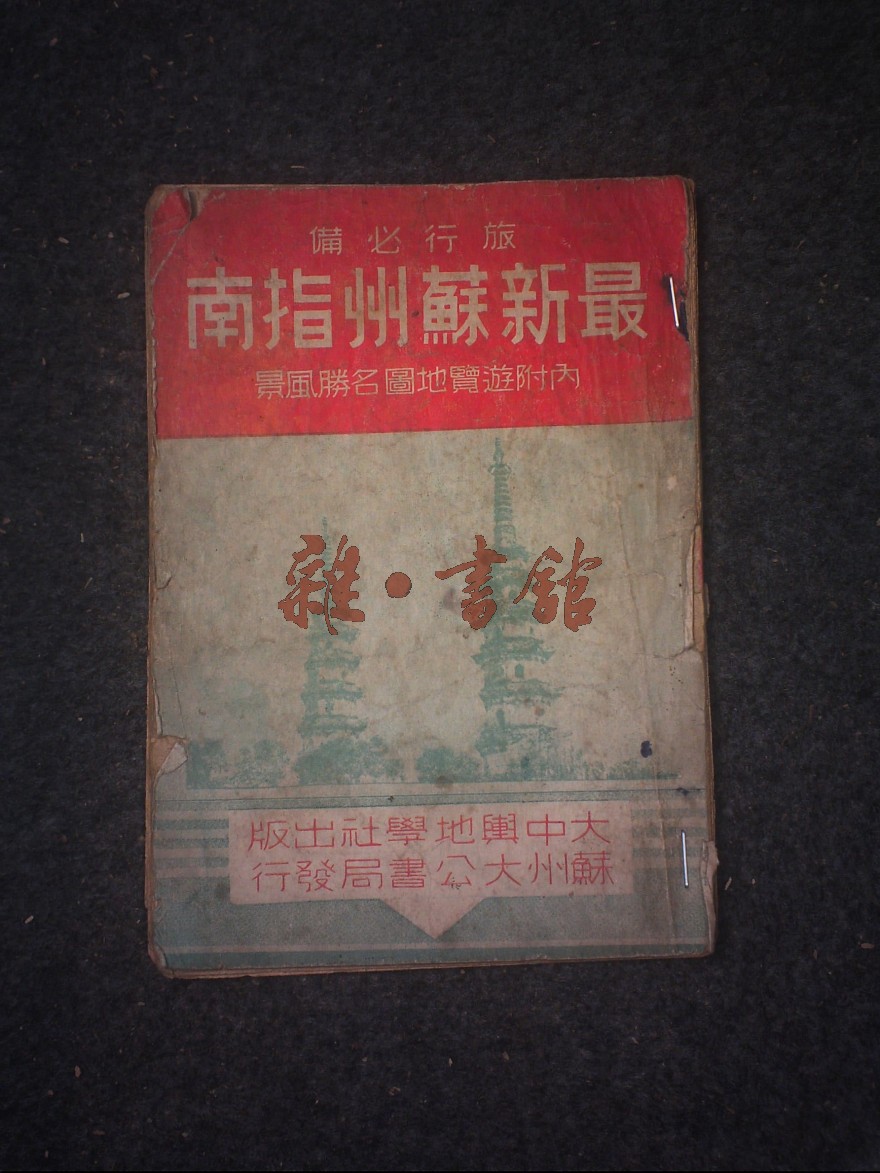 旅行必備
最新蘇州指南
內附遊覽地圖名勝風景
雜·書館
大中輿地學社出版
蘇州大公書局發行